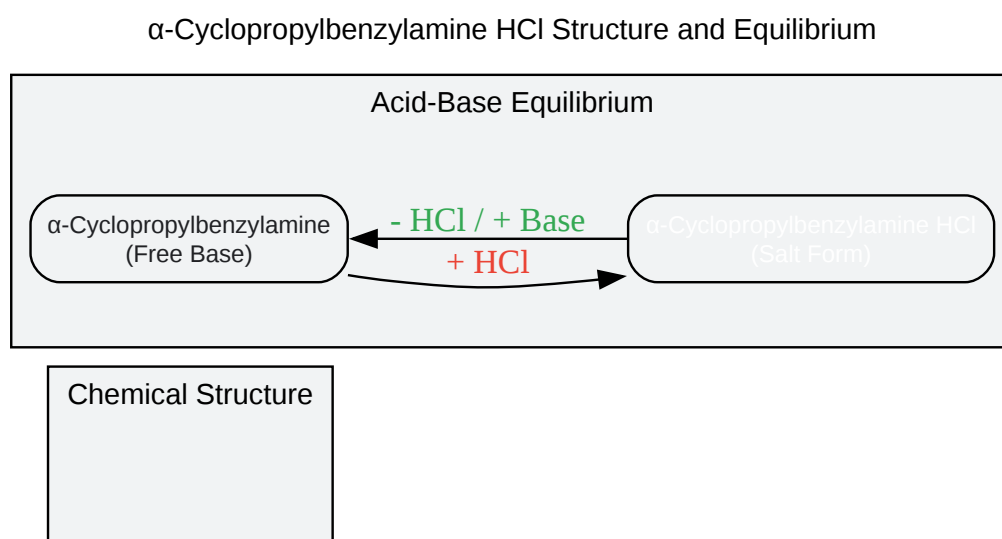 α-Cyclopropylbenzylamine HCl Structure and Equilibrium
Acid-Base Equilibrium
α-Cyclopropylbenzylamine
(Free Base)
- HCl / + Base
+ HCl
α-Cyclopropylbenzylamine HCl
(Salt Form)
Chemical Structure